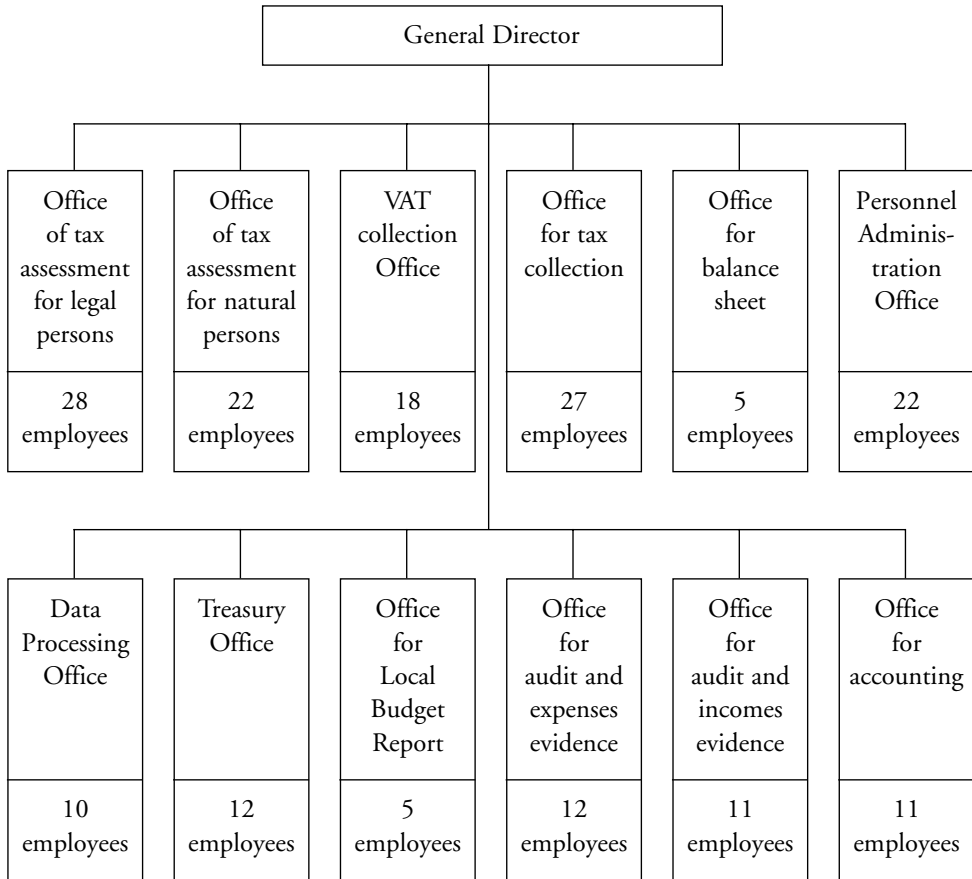 General Director
Office
of tax
assessment
for legal
persons
28
employees
Office
of tax
assessment
for natural
persons
22
employees
VAT
collection
Office
18
employees
Office
for tax
collection
27
employees
Office
for
balance
sheet
5
employees
Personnel
Adminis-
tration
Office
22
employees
Data
Processing
Office
10
employees
Treasury
Office
12
employees
Office
for
Local
Budget
Report
5
employees
Office
for
audit and
expenses
evidence
12
employees
Office
for
audit and
incomes
evidence
11
employees
Office
for
accounting
11
employees